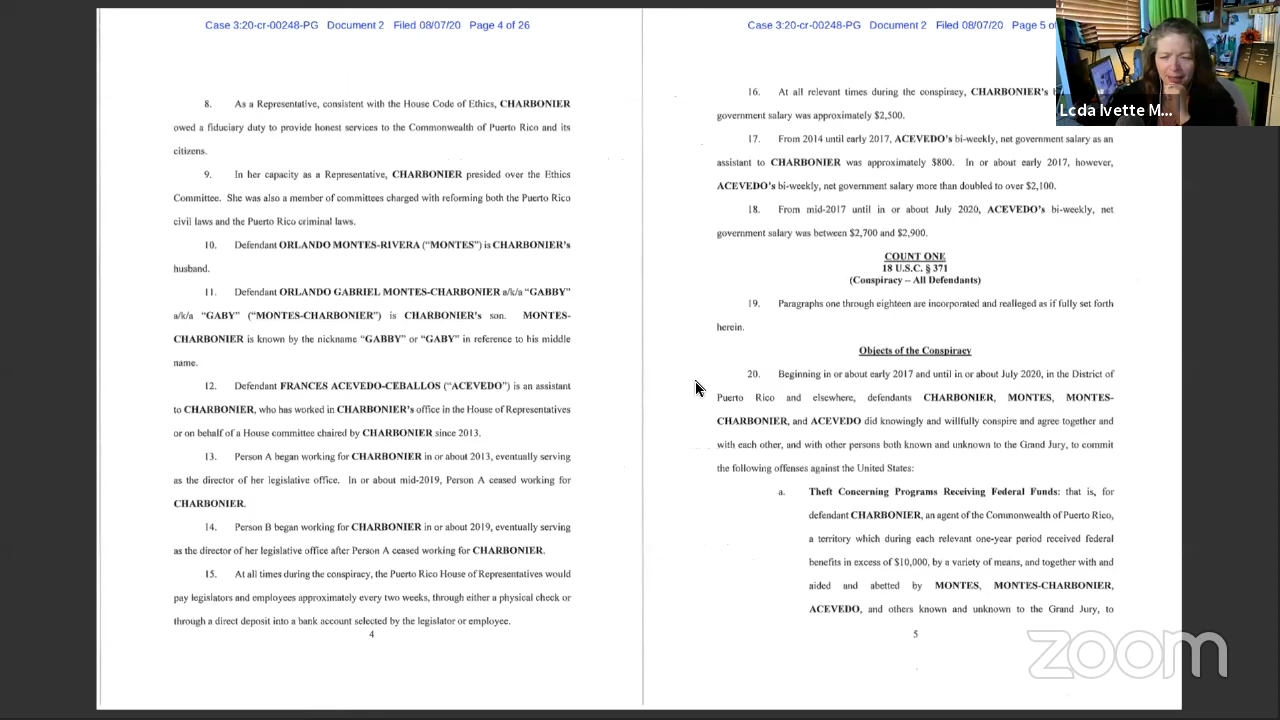 Case 3:20-cr-00248-PG Document 2 Filed 08/07/20 Page 4 of 26
8. As a Representative, consistent with the House Code of Ethics, CHARBONIER
owed a fiduciary duty to provide honest services to the Commonwealth of Puerto Rico and its
citizens.
9. In her capacity as a Representative, CHARBONIER presided over the Ethics
Committee. She was also a member of committees charged with reforming both the Puerto Rico
civil laws and the Puerto Rico criminal laws.
10. Defendant ORLANDO MONTES-RIVERA ("MONTES") is CHARBONIER's
husband.
11. Defendant ORLANDO GABRIEL MONTES-CHARBONIER a/k/a "GABBY"
a/k/a "GABY" ("MONTES-CHARBONIER") is CHARBONIER's son. MONTES-
CHARBONIER is known by the nickname "GABBY" or "GABY" in reference to his middle
name.
12. Defendant FRANCES ACEVEDO-CEBALLOS ("ACEVEDO") is an assistant
to CHARBONIER, who has worked in CHARBONIER's office in the House of Representatives
or on behalf of a House committee chaired by CHARBONIER since 2013.
13. Person A began working for CHARBONIER in or about 2013, eventually serving
as the director of her legislative office. In or about mid-2019, Person A ceased working for
CHARBONIER.
14. Person B began working for CHARBONIER in or about 2019, eventually serving
as the director of her legislative office after Person A ceased working for CHARBONIER.
15. At all times during the conspiracy, the Puerto Rico House of Representatives would
pay legislators and employees approximately every two weeks, through either a physical check or
through a direct deposit into a bank account selected by the legislator or employee.
4
Case 3:20-cr-00248-PG Document 2 Filed 08/07/20 Page 5 of
16. At all relevant times during the conspiracy, CHARBONIER's
government salary was approximately $2,500.
17. From 2014 until early 2017, ACEVEDO's bi-weekly, net government salary as an
assistant to CHARBONIER was approximately $800. In or about early 2017, however,
ACEVEDO's bi-weekly, net government salary more than doubled to over $2,100.
18. From mid-2017 until in or about July 2020, ACEVEDO's bi-weekly, net
government salary was between $2,700 and $2,900.
COUNT ONE
18 U.S.C. § 371
(Conspiracy – All Defendants)
19. Paragraphs one through eighteen are incorporated and realleged as if fully set forth
herein.
Objects of the Conspiracy
20. Beginning in or about early 2017 and until in or about July 2020, in the District of
Puerto Rico and elsewhere, defendants CHARBONIER, MONTES, MONTES-
CHARBONIER, and ACEVEDO did knowingly and willfully conspire and agree together and
with each other, and with other persons both known and unknown to the Grand Jury, to commit
the following offenses against the United States:
a. Theft Concerning Programs Receiving Federal Funds: that is, for
defendant CHARBONIER, an agent of the Commonwealth of Puerto Rico,
a territory which during each relevant one-year period received federal
benefits in excess of $10,000, by a variety of means, and together with and
aided and abetted by MONTES, MONTES-CHARBONIER,
ACEVEDO, and others known and unknown to the Grand Jury, to
5
Lcda Ivette M...
zoom